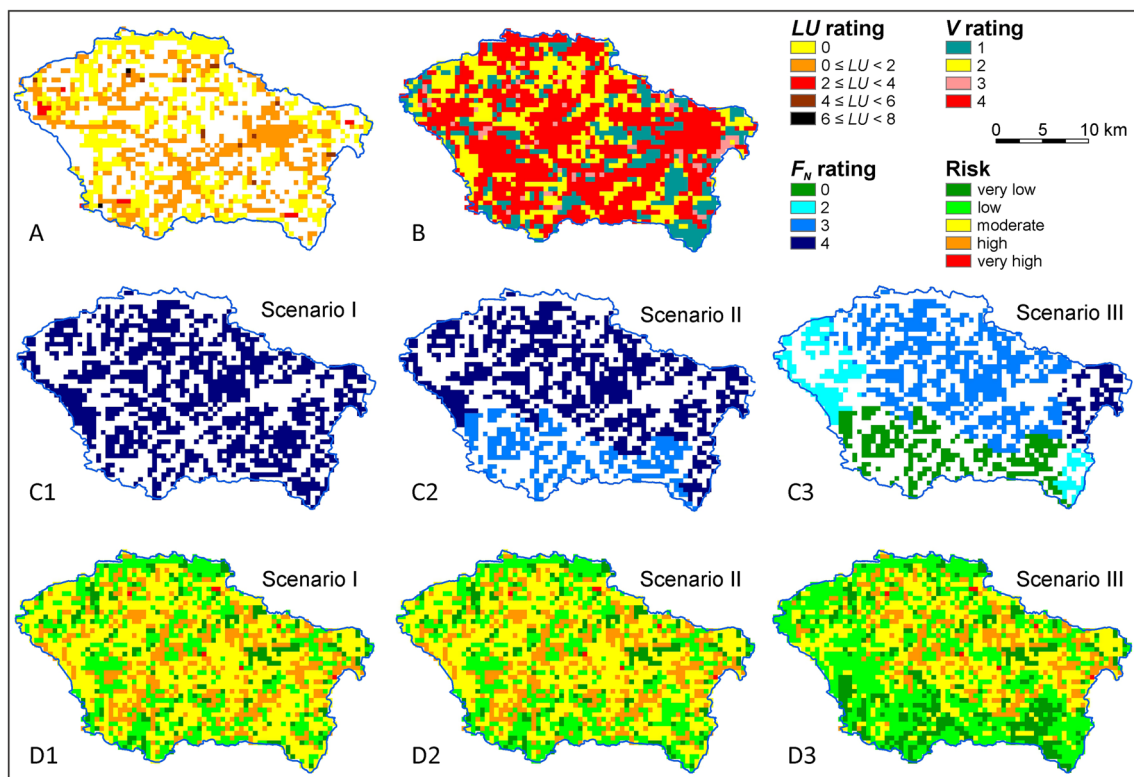 LU rating
0
0 ≤ LU < 2
2 ≤ LU < 4
4 ≤ LU < 6
6 ≤ LU < 8
V rating
1
2
3
4
0 5 10 km
F_N rating
0
2
3
4
Risk
very low
low
moderate
high
very high
A
B
Scenario I
Scenario II
Scenario III
C1
C2
C3
Scenario I
Scenario II
Scenario III
D1
D2
D3